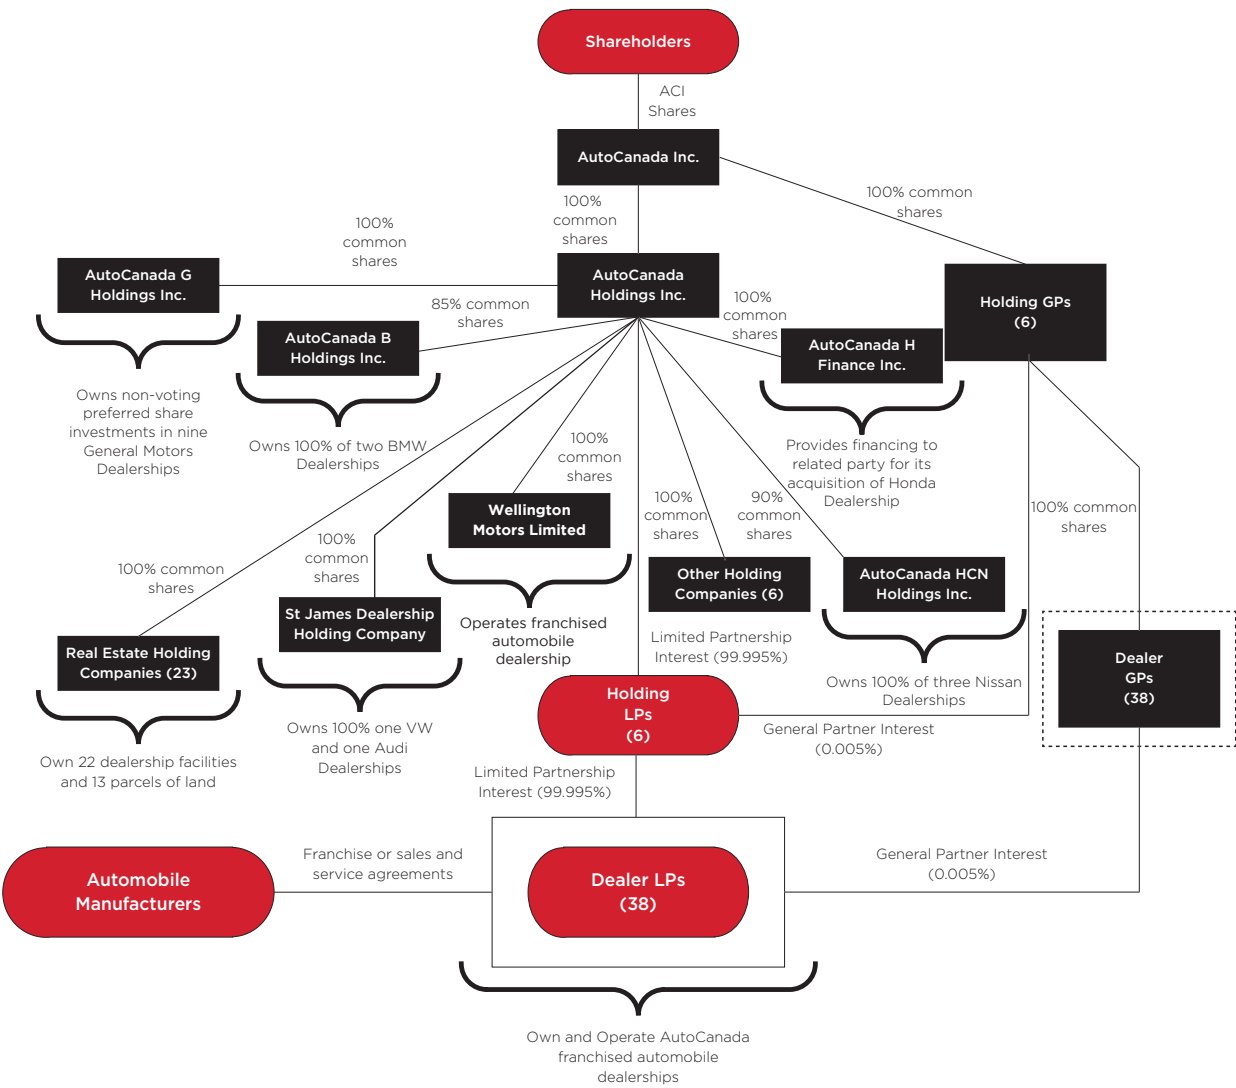 Shareholders
ACI
Shares
AutoCanada Inc.
100% common
shares
100%
common
shares
100%
common
shares
AutoCanada G
Holdings Inc.
AutoCanada
Holdings Inc.
Holding GPs
(6)
85% common
shares
100%
common
shares
AutoCanada B
Holdings Inc.
AutoCanada H
Finance Inc.
Owns non-voting
preferred share
investments in nine
General Motors
Dealerships
Owns 100% of two BMW
Dealerships
100%
common
shares
Provides financing to
related party for its
acquisition of Honda
Dealership
Wellington
Motors Limited
100%
common
shares
90%
common
shares
100% common
shares
100%
common
shares
100% common
shares
Other Holding
Companies (6)
AutoCanada HCN
Holdings Inc.
St James Dealership
Holding Company
Operates franchised
automobile
dealership
Limited Partnership
Interest (99.995%)
Real Estate Holding
Companies (23)
Dealer
GPs
(38)
Owns 100% of three Nissan
Dealerships
Holding
LPs
(6)
General Partner Interest
(0.005%)
Owns 100% one VW
and one Audi
Dealerships
Own 22 dealership facilities
and 13 parcels of land
Limited Partnership
Interest (99.995%)
Automobile
Manufacturers
Franchise or sales and
service agreements
Dealer LPs
(38)
General Partner Interest
(0.005%)
Own and Operate AutoCanada
franchised automobile
dealerships